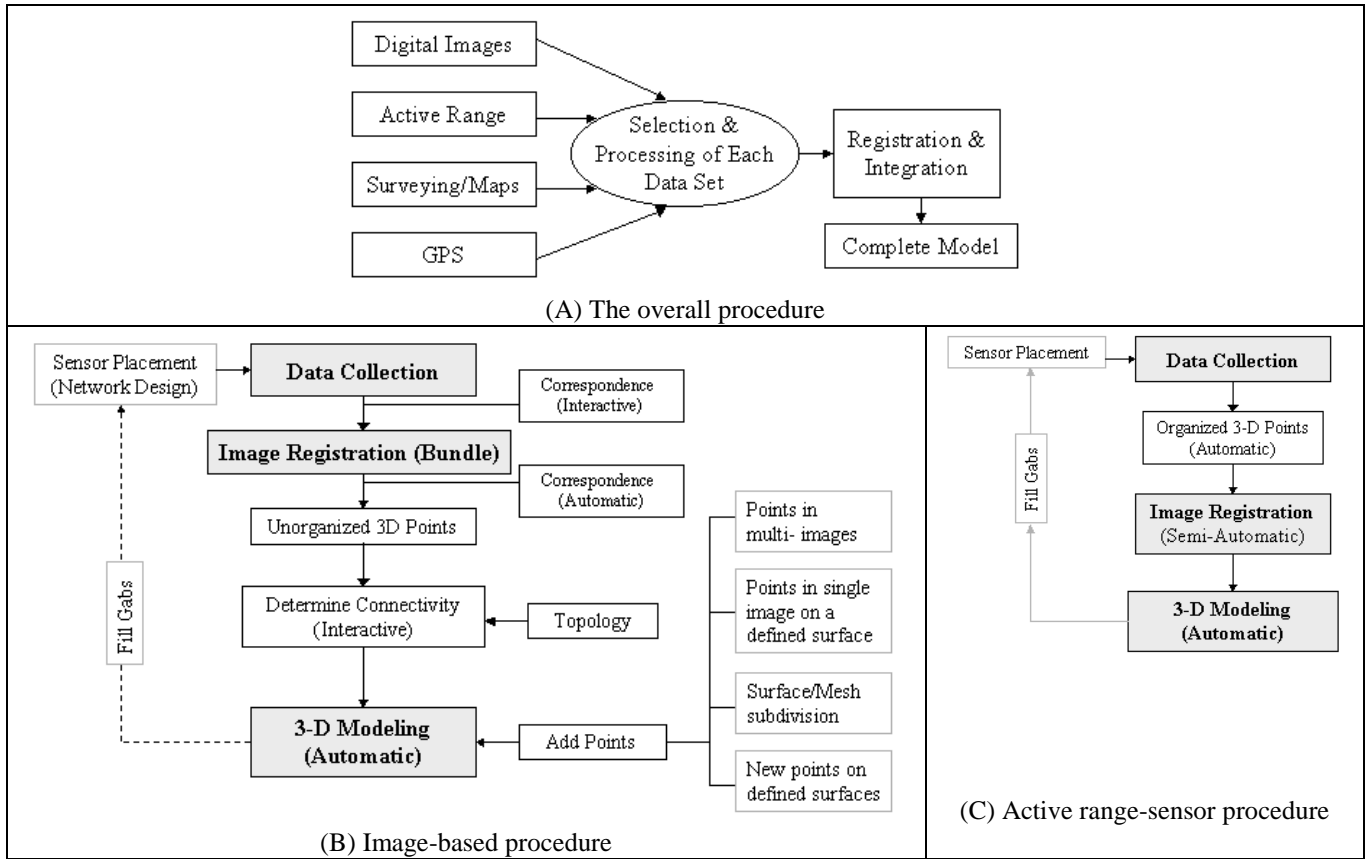 Digital Images
Active Range
Surveying/Maps
GPS
Selection &
Processing of Each
Data Set
Registration &
Integration
Complete Model
(A) The overall procedure
Sensor Placement
(Network Design)
Data Collection
Correspondence
(Interactive)
Image Registration (Bundle)
Correspondence
(Automatic)
Unorganized 3D Points
Determine Connectivity
(Interactive)
Topology
Fill Gabs
3-D Modeling
(Automatic)
Add Points
Points in
multi- images
Points in single
image on a
defined surface
Surface/Mesh
subdivision
New points on
defined surfaces
(B) Image-based procedure
Sensor Placement
Data Collection
Organized 3-D Points
(Automatic)
Fill Gabs
Image Registration
(Semi-Automatic)
3-D Modeling
(Automatic)
(C) Active range-sensor procedure